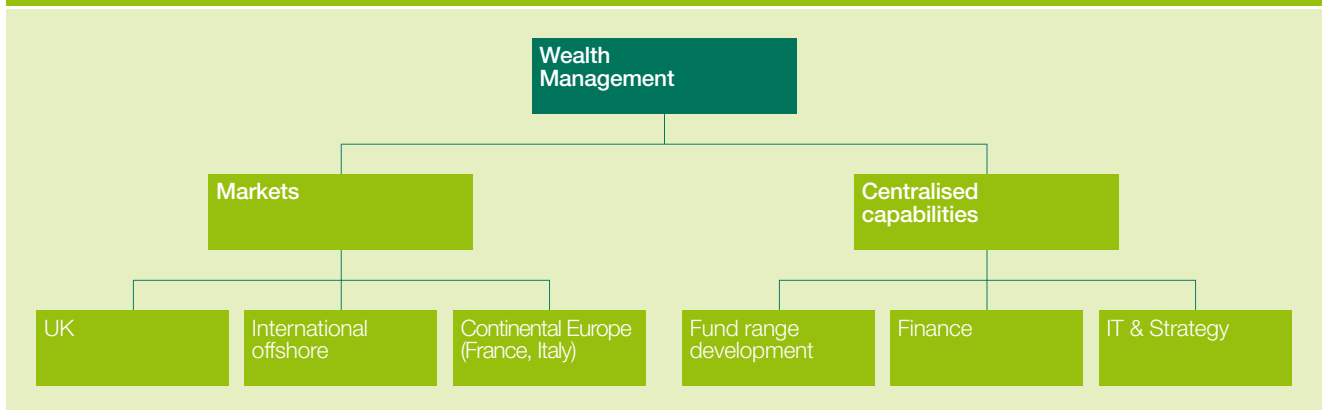 Wealth
Management
Markets
Centralised
capabilities
UK
International
offshore
Continental Europe
(France, Italy)
Fund range
development
Finance
IT & Strategy